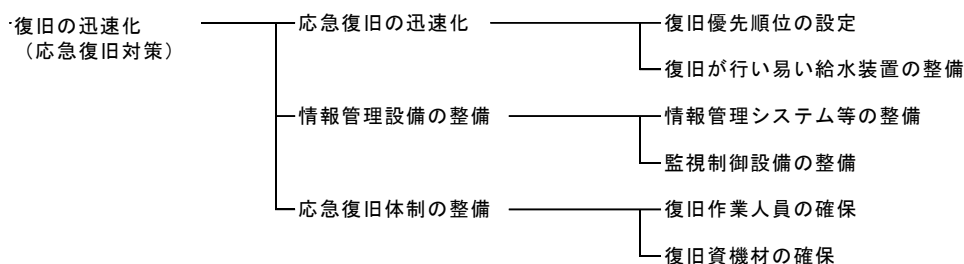 復旧の迅速化
（応急復旧対策）
応急復旧の迅速化
復旧優先順位の設定
復旧が行い易い給水装置の整備
情報管理設備の整備
情報管理システム等の整備
監視制御設備の整備
応急復旧体制の整備
復旧作業人員の確保
復旧資機材の確保